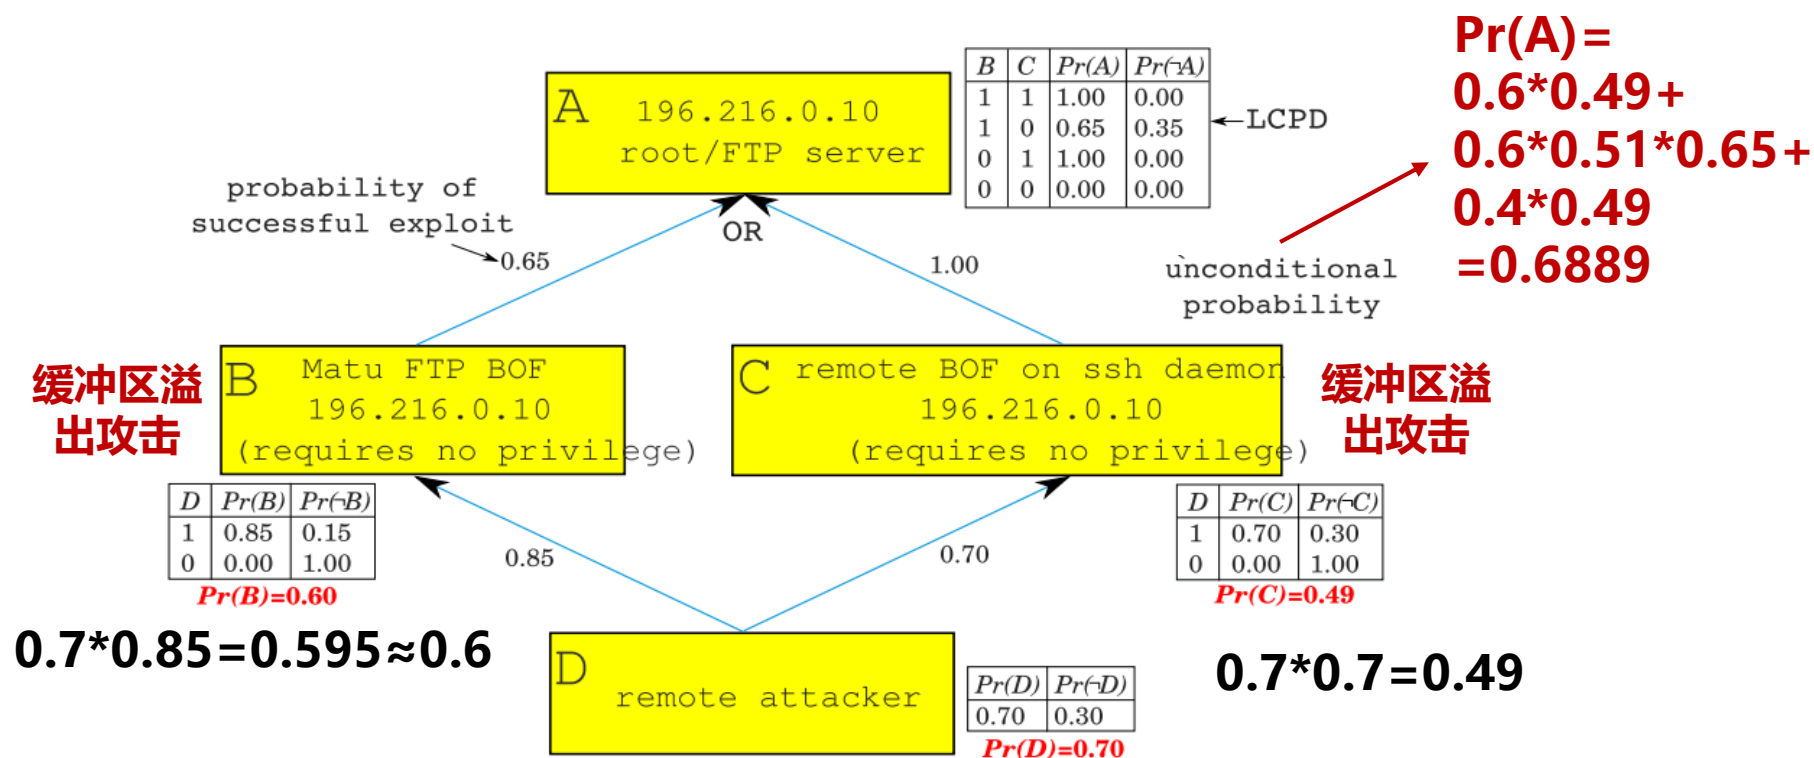 Pr(A)=
0.6*0.49+
0.6*0.51*0.65+
0.4*0.49
=0.6889
B C Pr(A) Pr(¬A)
1 1 1.00 0.00
1 0 0.65 0.35
0 1 1.00 0.00
0 0 0.00 0.00
LCPD
A 196.216.0.10
root/FTP server
probability of
successful exploit
0.65
OR
1.00
unconditional
probability
缓冲区溢
出攻击
B Matu FTP BOF
196.216.0.10
(requires no privilege)
C remote BOF on ssh daemon
196.216.0.10
(requires no privilege)
缓冲区溢
出攻击
D Pr(B) Pr(¬B)
1 0.85 0.15
0 0.00 1.00
Pr(B)=0.60
0.85
0.70
D Pr(C) Pr(¬C)
1 0.70 0.30
0 0.00 1.00
Pr(C)=0.49
0.7*0.85=0.595≈0.6
0.7*0.7=0.49
D remote attacker
Pr(D) Pr(¬D)
0.70 0.30
Pr(D)=0.70